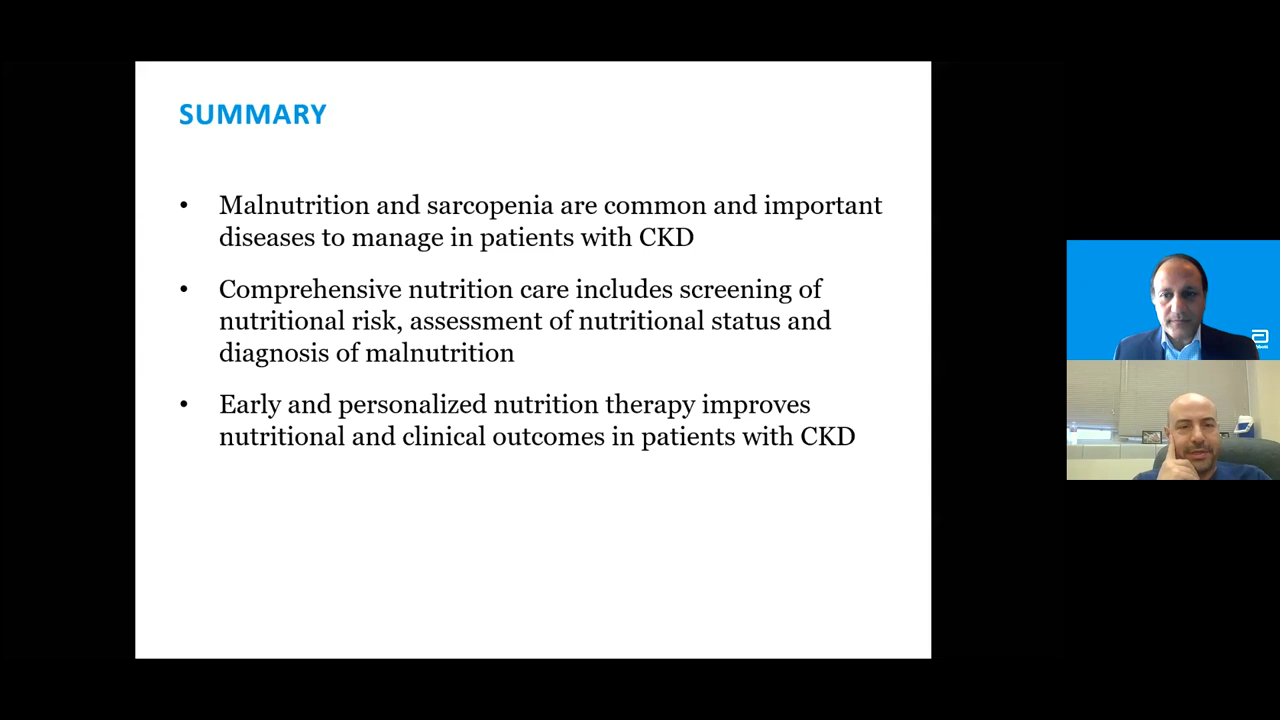 SUMMARY
• Malnutrition and sarcopenia are common and important
diseases to manage in patients with CKD
• Comprehensive nutrition care includes screening of
nutritional risk, assessment of nutritional status and
diagnosis of malnutrition
• Early and personalized nutrition therapy improves
nutritional and clinical outcomes in patients with CKD